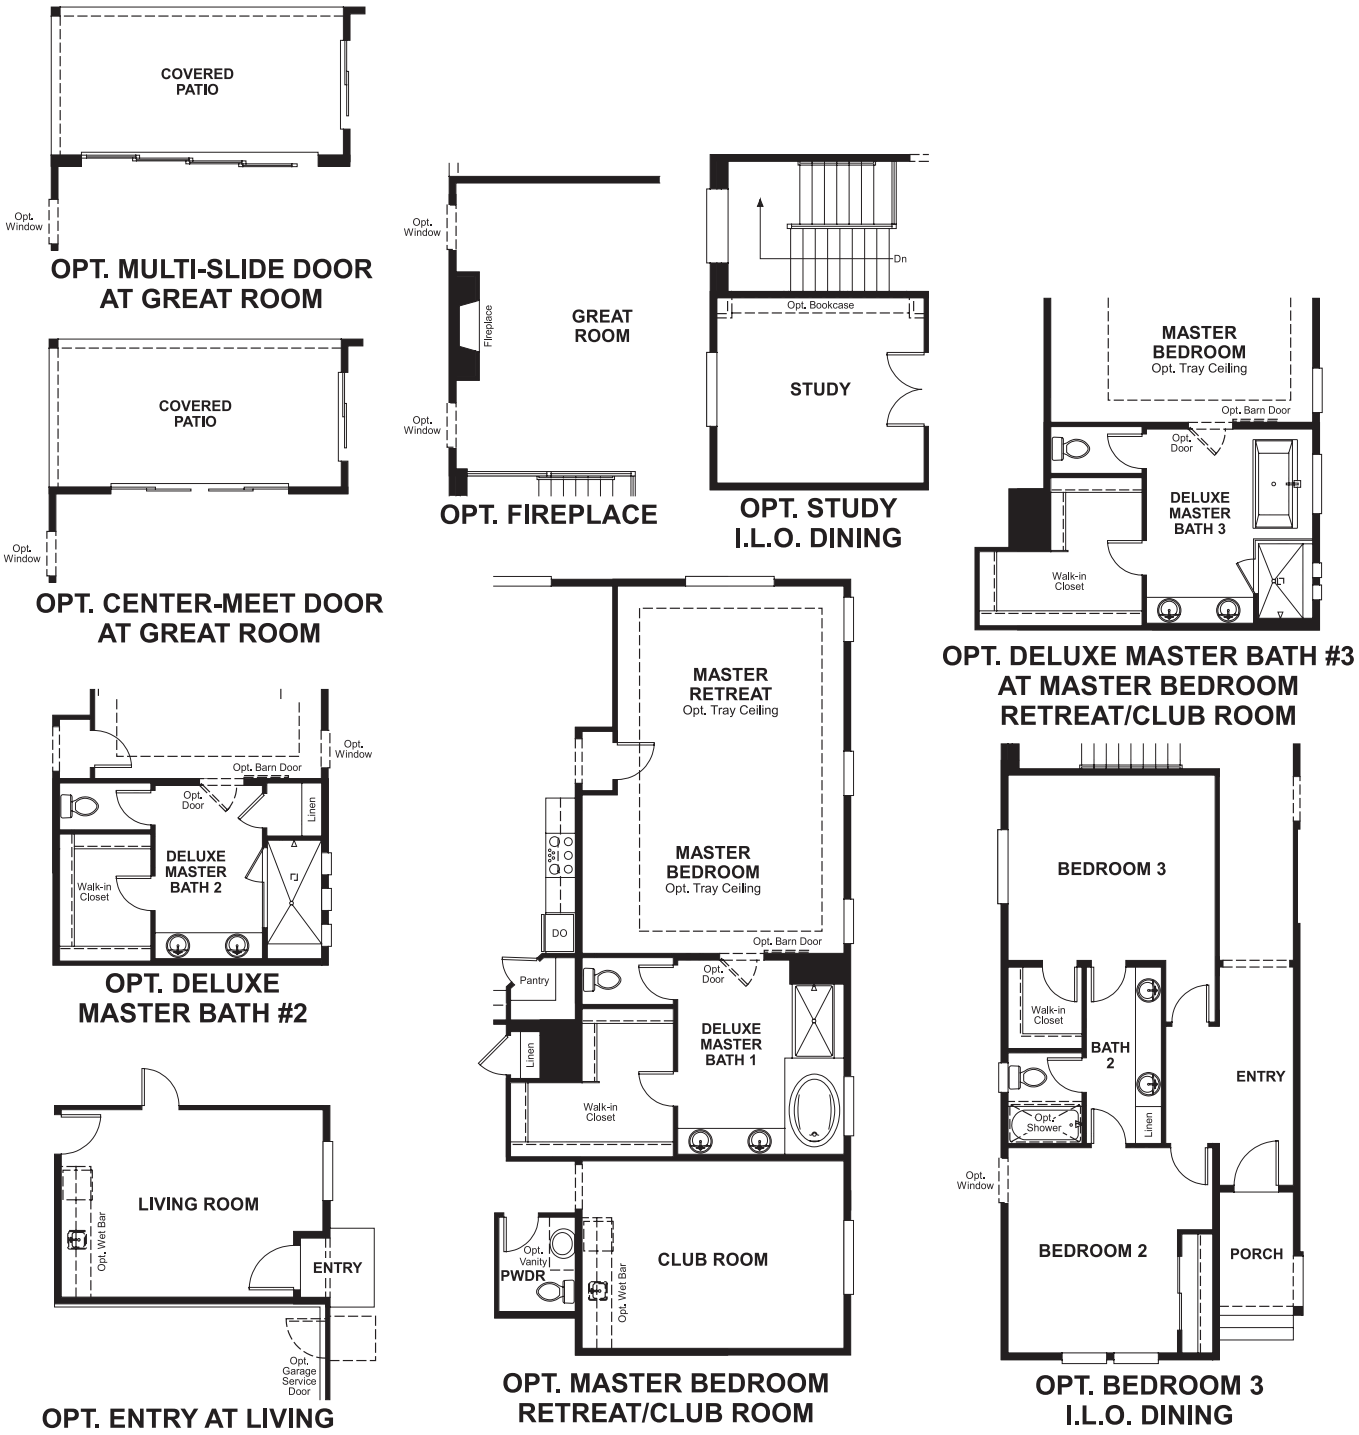 COVERED
PATIO
Opt.
Window
OPT. MULTI-SLIDE DOOR
AT GREAT ROOM
COVERED
PATIO
Opt.
Window
OPT. CENTER-MEET DOOR
AT GREAT ROOM
Opt.
Window
Fireplace
GREAT
ROOM
Opt.
Window
OPT. FIREPLACE
Dn
Opt. Bookcase
STUDY
OPT. STUDY
I.L.O. DINING
MASTER
BEDROOM
Opt. Tray Ceiling
Opt. Barn Door
Opt.
Door
DELUXE
MASTER
BATH 3
Walk-in
Closet
OPT. DELUXE MASTER BATH #3
AT MASTER BEDROOM
RETREAT/CLUB ROOM
Opt.
Window
Opt. Barn Door
Opt.
Door
Linen
DELUXE
MASTER
BATH 2
Walk-in
Closet
OPT. DELUXE
MASTER BATH #2
LIVING ROOM
Opt. Wet Bar
ENTRY
Opt.
Garage
Service
Door
OPT. ENTRY AT LIVING
MASTER
RETREAT
Opt. Tray Ceiling
MASTER
BEDROOM
Opt. Tray Ceiling
DO
Opt. Barn Door
Pantry
Opt.
Door
DELUXE
MASTER
BATH 1
Linen
Walk-in
Closet
Opt.
Vanity
PWDR
Opt. Wet Bar
CLUB ROOM
OPT. MASTER BEDROOM
RETREAT/CLUB ROOM
BEDROOM 3
Walk-in
Closet
BATH
2
ENTRY
Opt.
Shower
Linen
Opt.
Window
BEDROOM 2
PORCH
OPT. BEDROOM 3
I.L.O. DINING